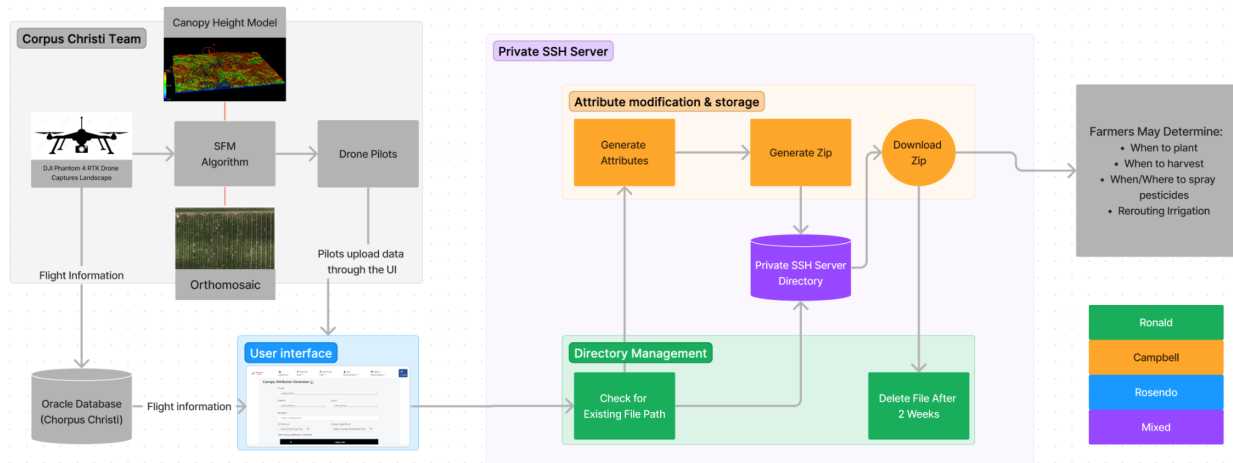 Corpus Christi Team
Canopy Height Model
DJI Phantom 4 RTK Drone
Captures Landscape
SFM
Algorithm
Drone Pilots
Orthomosaic
Flight Information
Pilots upload data
through the UI
Oracle Database
(Chorpus Christi)
Flight information
User interface
Canopy Attributes Generator
Private SSH Server
Attribute modification & storage
Generate
Attributes
Generate Zip
Download
Zip
Private SSH Server
Directory
Directory Management
Check for
Existing File Path
Delete File After
2 Weeks
Farmers May Determine:
• When to plant
• When to harvest
• When/Where to spray
pesticides
• Rerouting Irrigation
Ronald
Campbell
Rosendo
Mixed